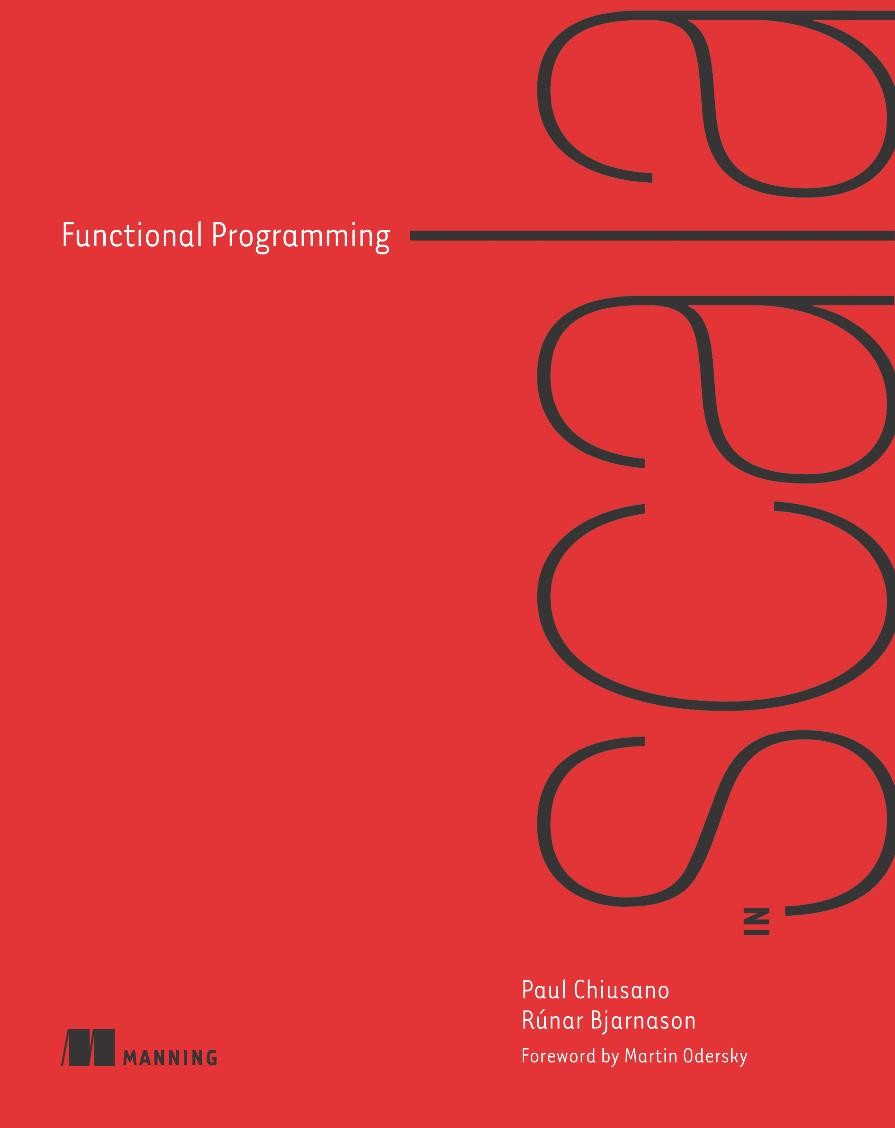 Functional Programming
IN
scala
Paul Chiusano
Rúnar Bjarnason
Foreword by Martin Odersky
MANNING